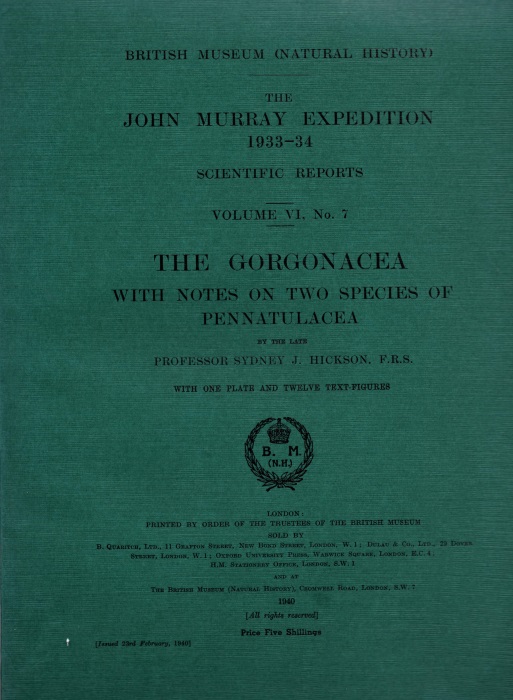 BRITISH MUSEUM (NATURAL HISTORY)
THE
JOHN MURRAY EXPEDITION
1933-34
SCIENTIFIC REPORTS
VOLUME VI, No. 7
THE GORGONACEA
WITH NOTES ON TWO SPECIES OF
PENNATULACEA
BY THE LATE
PROFESSOR SYDNEY J. HICKSON, F.R.S.
WITH ONE PLATE AND TWELVE TEXT-FIGURES
B. M.
(N.H.)
LONDON:
PRINTED BY ORDER OF THE TRUSTEES OF THE BRITISH MUSEUM
SOLD BY
B. QUARITCH, LTD., 11 GRAFTON STREET, NEW BOND STREET, LONDON, W. 1; DULAU & CO., LTD., 29 DOVER
STREET, LONDON, W. 1; OXFORD UNIVERSITY PRESS, WARWICK SQUARE, LONDON, E.C. 4;
H.M. STATIONERY OFFICE, LONDON, S.W. 1
AND AT
THE BRITISH MUSEUM (NATURAL HISTORY), CROMWELL ROAD, LONDON, S.W. 7
1940
[All rights reserved]
Price Five Shillings
[Issued 23rd February, 1940]